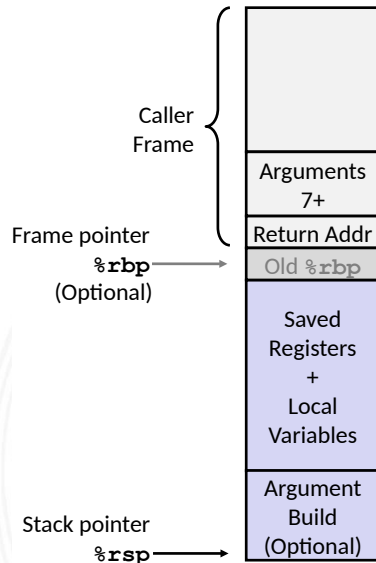 Caller
Frame
Arguments
7+
Return Addr
Frame pointer
%rbp
(Optional)
Old %rbp
Saved
Registers
+
Local
Variables
Argument
Build
(Optional)
Stack pointer
%rsp